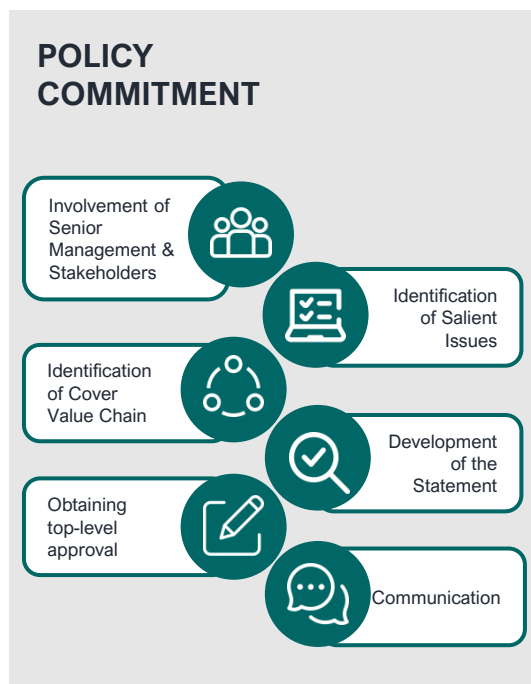 POLICY
COMMITMENT
Involvement of
Senior
Management &
Stakeholders
Identification
of Salient
Issues
Identification
of Cover
Value Chain
Development
of the
Statement
Obtaining
top-level
approval
Communication